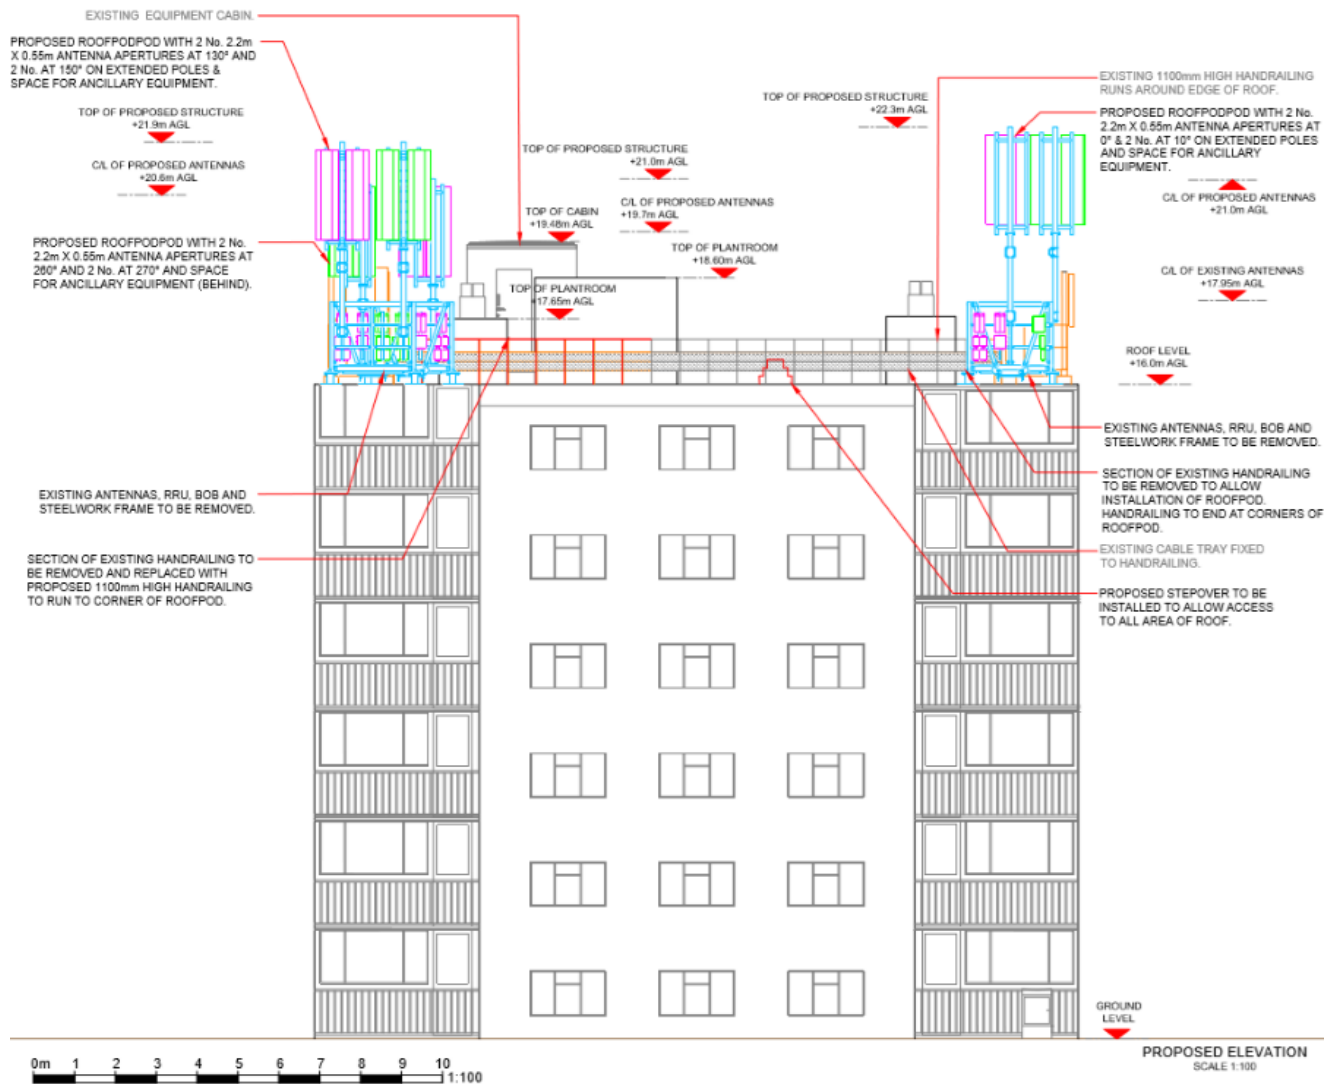 EXISTING EQUIPMENT CABIN.
PROPOSED ROOFPODPOD WITH 2 No. 2.2m
X 0.55m ANTENNA APERTURES AT 130° AND
2 No. AT 150° ON EXTENDED POLES &
SPACE FOR ANCILLARY EQUIPMENT.
TOP OF PROPOSED STRUCTURE
+21.9m AGL
C/L OF PROPOSED ANTENNAS
+20.6m AGL
PROPOSED ROOFPODPOD WITH 2 No.
2.2m X 0.55m ANTENNA APERTURES AT
260° AND 2 No. AT 270° AND SPACE
FOR ANCILLARY EQUIPMENT (BEHIND).
EXISTING ANTENNAS, RRU, BOB AND
STEELWORK FRAME TO BE REMOVED.
SECTION OF EXISTING HANDRAILING TO
BE REMOVED AND REPLACED WITH
PROPOSED 1100mm HIGH HANDRAILING
TO RUN TO CORNER OF ROOFPOD.
TOP OF PROPOSED STRUCTURE
+21.0m AGL
TOP OF CABIN
+19.48m AGL
C/L OF PROPOSED ANTENNAS
+19.7m AGL
TOP OF PLANTROOM
+18.60m AGL
TOP OF PLANTROOM
+17.65m AGL
TOP OF PROPOSED STRUCTURE
+22.3m AGL
EXISTING 1100mm HIGH HANDRAILING
RUNS AROUND EDGE OF ROOF.
PROPOSED ROOFPODPOD WITH 2 No.
2.2m X 0.55m ANTENNA APERTURES AT
0° & 2 No. AT 10° ON EXTENDED POLES
AND SPACE FOR ANCILLARY
EQUIPMENT.
C/L OF PROPOSED ANTENNAS
+21.0m AGL
C/L OF EXISTING ANTENNAS
+17.95m AGL
ROOF LEVEL
+16.0m AGL
EXISTING ANTENNAS, RRU, BOB AND
STEELWORK FRAME TO BE REMOVED.
SECTION OF EXISTING HANDRAILING
TO BE REMOVED TO ALLOW
INSTALLATION OF ROOFPOD.
HANDRAILING TO END AT CORNERS OF
ROOFPOD.
EXISTING CABLE TRAY FIXED
TO HANDRAILING.
PROPOSED STEPOVER TO BE
INSTALLED TO ALLOW ACCESS
TO ALL AREA OF ROOF.
GROUND
LEVEL
PROPOSED ELEVATION
SCALE 1:100
0m 1 2 3 4 5 6 7 8 9 10
1:100